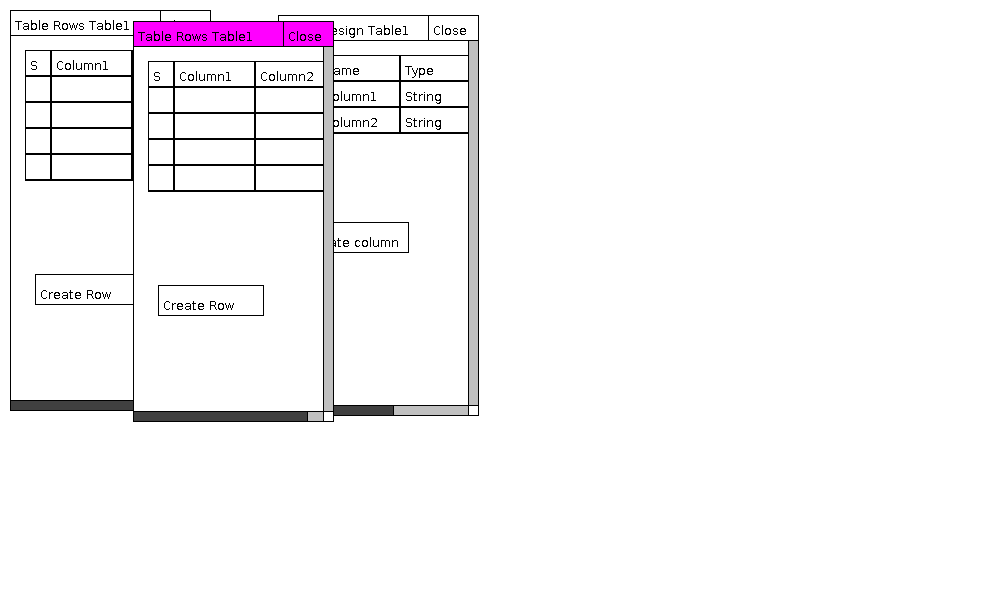 Table Rows Table1
S Column1
Create Row
Table Rows Table1 Close
S Column1 Column2
Create Row
esign Table1 Close
ame Type
olumn1 String
olumn2 String
ate column